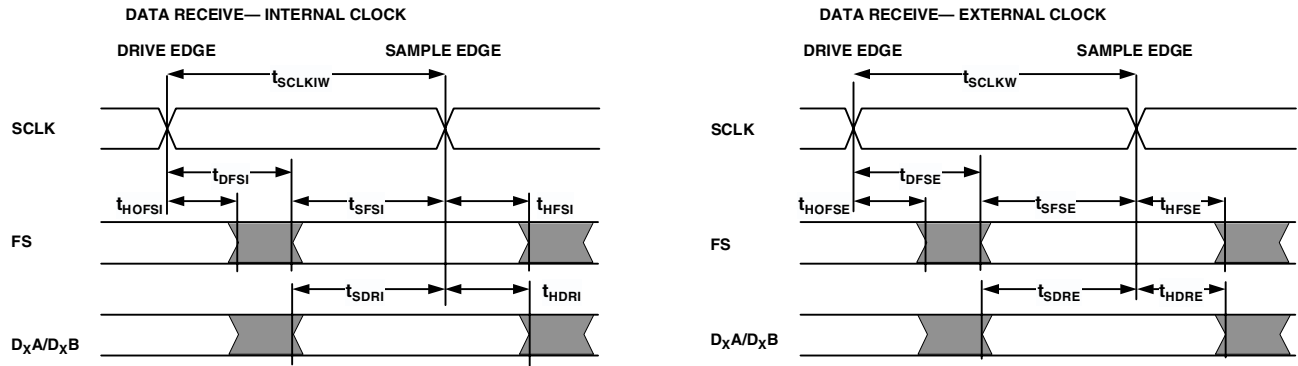 DATA RECEIVE— INTERNAL CLOCK
DRIVE EDGE
SAMPLE EDGE
tSCLKIW
SCLK
tDFSI
tHOFSI
tSFSI
tHFSI
FS
tSDRI
tHDRI
DXA/DXB
DATA RECEIVE— EXTERNAL CLOCK
DRIVE EDGE
SAMPLE EDGE
tSCLKW
SCLK
tDFSE
tHOFSE
tSFSE
tHFSE
FS
tSDRE
tHDRE
DXA/DXB